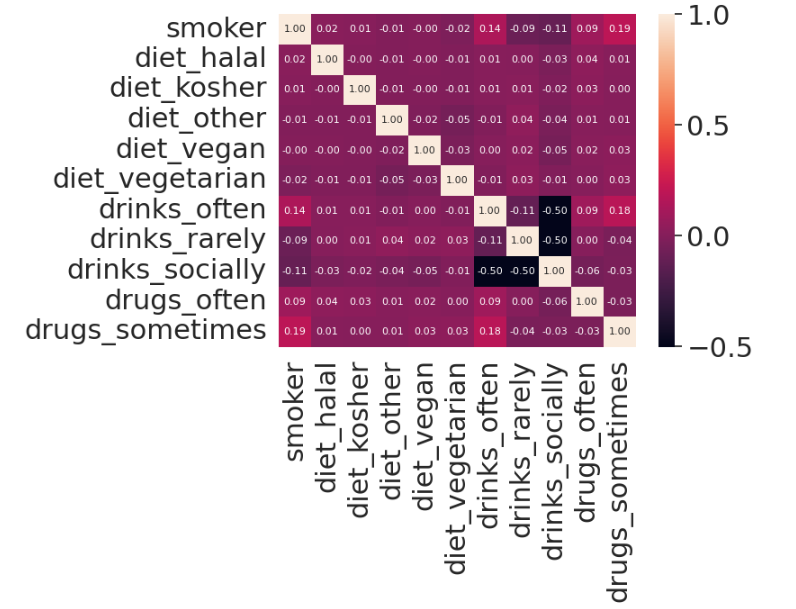 smoker 1.00 0.02 0.01 -0.01 -0.00 -0.02 0.14 -0.09 -0.11 0.09 0.19
diet_halal 0.02 1.00 -0.00 -0.01 -0.00 -0.01 0.01 0.00 -0.03 0.04 0.01
diet_kosher 0.01 -0.00 1.00 -0.01 -0.00 -0.01 0.01 0.01 -0.02 0.03 0.00
diet_other -0.01 -0.01 -0.01 1.00 -0.02 -0.05 -0.01 0.04 -0.04 0.01 0.01
diet_vegan -0.00 -0.00 -0.00 -0.02 1.00 -0.03 0.00 0.02 -0.05 0.02 0.03
diet_vegetarian -0.02 -0.01 -0.01 -0.05 -0.03 1.00 -0.01 0.03 -0.01 0.00 0.03
drinks_often 0.14 0.01 0.01 -0.01 0.00 -0.01 1.00 -0.11 -0.50 0.09 0.18
drinks_rarely -0.09 0.00 0.01 0.04 0.02 0.03 -0.11 1.00 -0.50 0.00 -0.04
drinks_socially -0.11 -0.03 -0.02 -0.04 -0.05 -0.01 -0.50 -0.50 1.00 -0.06 -0.03
drugs_often 0.09 0.04 0.03 0.01 0.02 0.00 0.09 0.00 -0.06 1.00 -0.03
drugs_sometimes 0.19 0.01 0.00 0.01 0.03 0.03 0.18 -0.04 -0.03 -0.03 1.00
smoker
diet_halal
diet_kosher
diet_other
diet_vegan
diet_vegetarian
drinks_often
drinks_rarely
drinks_socially
drugs_often
drugs_sometimes
1.0
0.5
0.0
−0.5